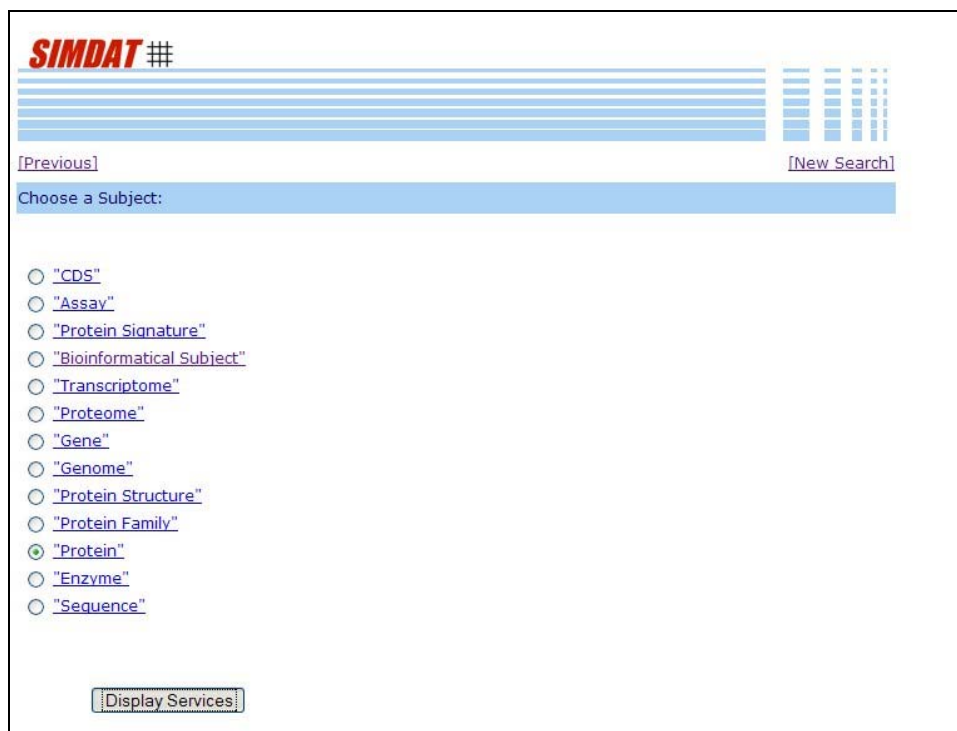 SIMDAT
[Previous] [New Search]
Choose a Subject:
"CDS"
"Assay"
"Protein Signature"
"Bioinformatical Subject"
"Transcriptome"
"Proteome"
"Gene"
"Genome"
"Protein Structure"
"Protein Family"
"Protein"
"Enzyme"
"Sequence"
Display Services